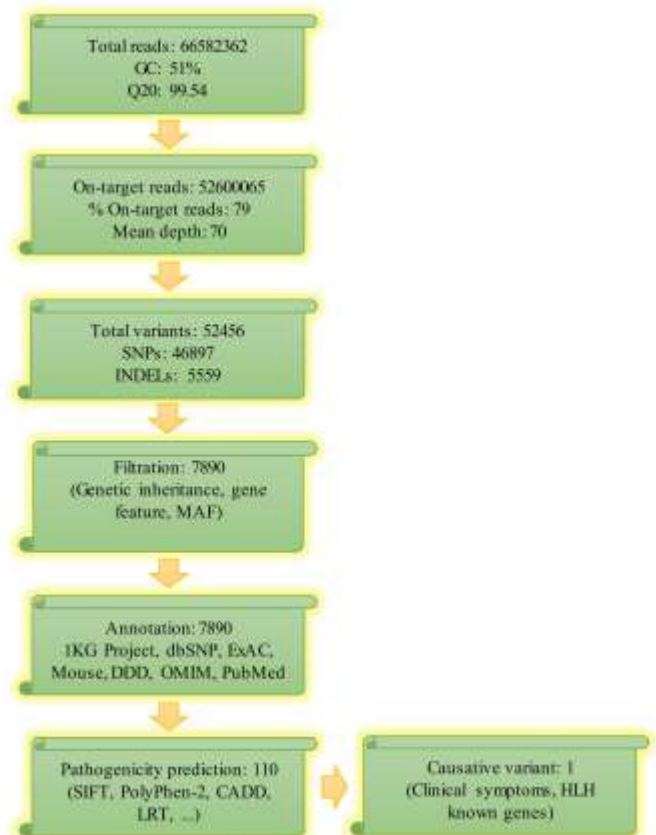 Total reads: 66582362
GC: 51%
Q20: 99.54
On-target reads: 52600065
% On-target reads: 79
Mean depth: 70
Total variants: 52456
SNPs: 46897
INDELs: 5559
Filtration: 7890
(Genetic inheritance, gene
feature, MAF)
Annotation: 7890
1KG Project, dbSNP, ExAC,
Mouse, DDD, OMIM, PubMed
Pathogenicity prediction: 110
(SIFT, PolyPhen-2, CADD,
LRT, ...)
Causative variant: 1
(Clinical symptoms, HLH
known genes)